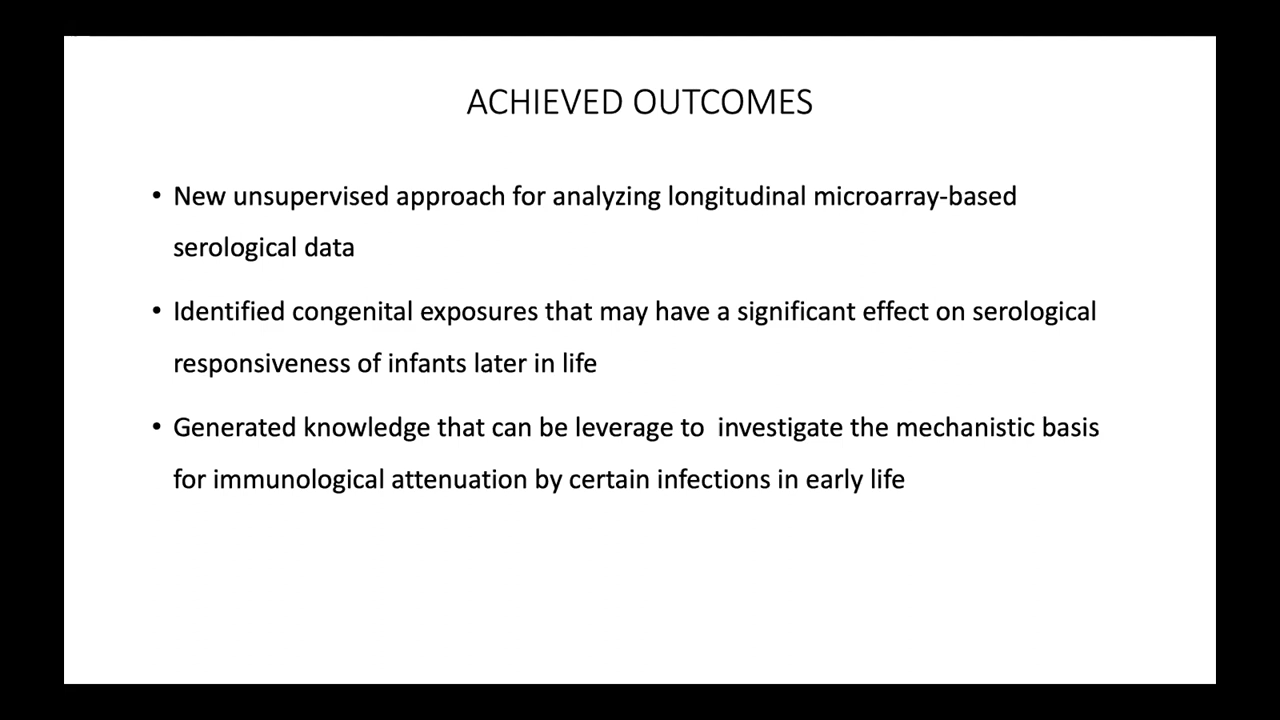 ACHIEVED OUTCOMES
• New unsupervised approach for analyzing longitudinal microarray-based
serological data
• Identified congenital exposures that may have a significant effect on serological
responsiveness of infants later in life
• Generated knowledge that can be leverage to  investigate the mechanistic basis
for immunological attenuation by certain infections in early life